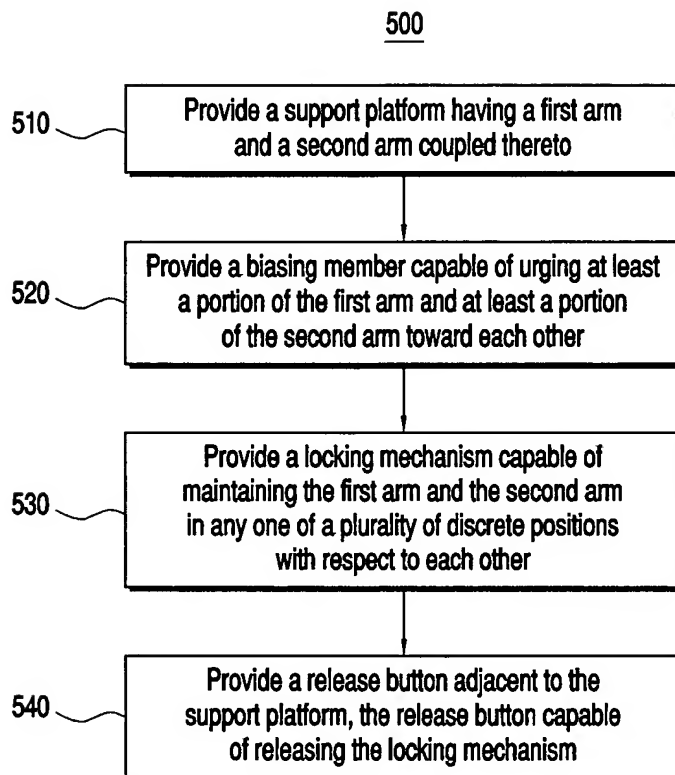 500
510
Provide a support platform having a first arm
and a second arm coupled thereto
520
Provide a biasing member capable of urging at least
a portion of the first arm and at least a portion
of the second arm toward each other
530
Provide a locking mechanism capable of
maintaining the first arm and the second arm
in any one of a plurality of discrete positions
with respect to each other
540
Provide a release button adjacent to the
support platform, the release button capable
of releasing the locking mechanism